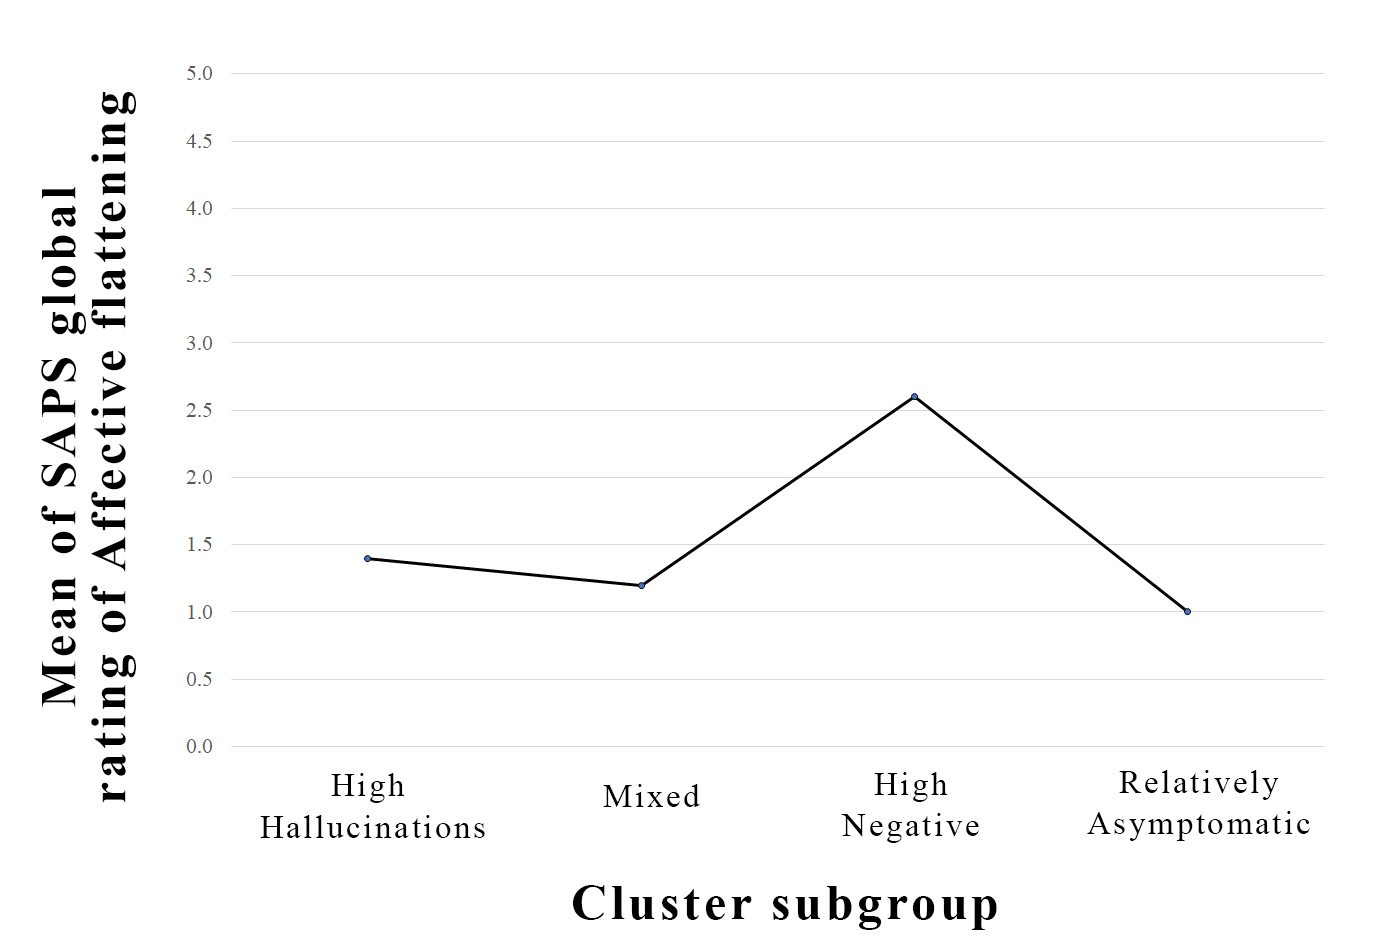 Mean of SAPS global
rating of Affective flattening
5.0
4.5
4.0
3.5
3.0
2.5
2.0
1.5
1.0
0.5
0.0
High
Hallucinations
Mixed
High
Negative
Relatively
Asymptomatic
Cluster subgroup